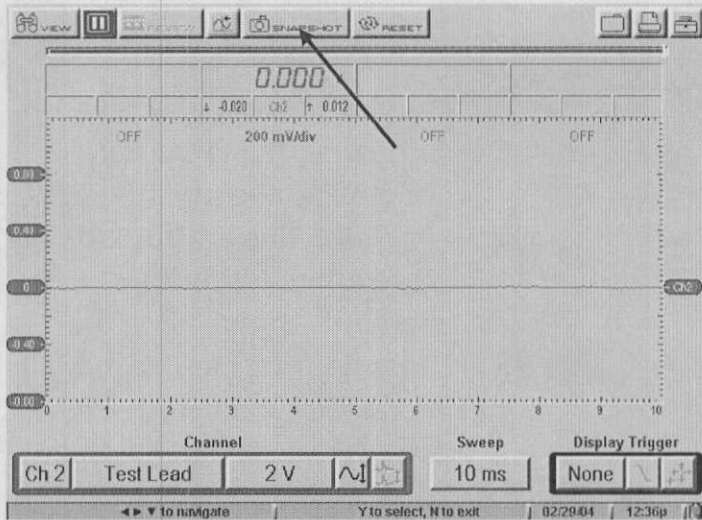 VIEW REVIEW SNAPSHOT RESET
0.000
↓ -0.020 Ch2 ↑ 0.012
OFF 200 mV/div OFF OFF
0.80
0.40
0
-0.40
Ch2
0 1 2 3 4 5 6 7 8 9 10
Channel Sweep Display Trigger
Ch 2 Test Lead 2 V 10 ms None
◄ ► ▼ to navigate Y to select, N to exit 02/29/04 12:36p